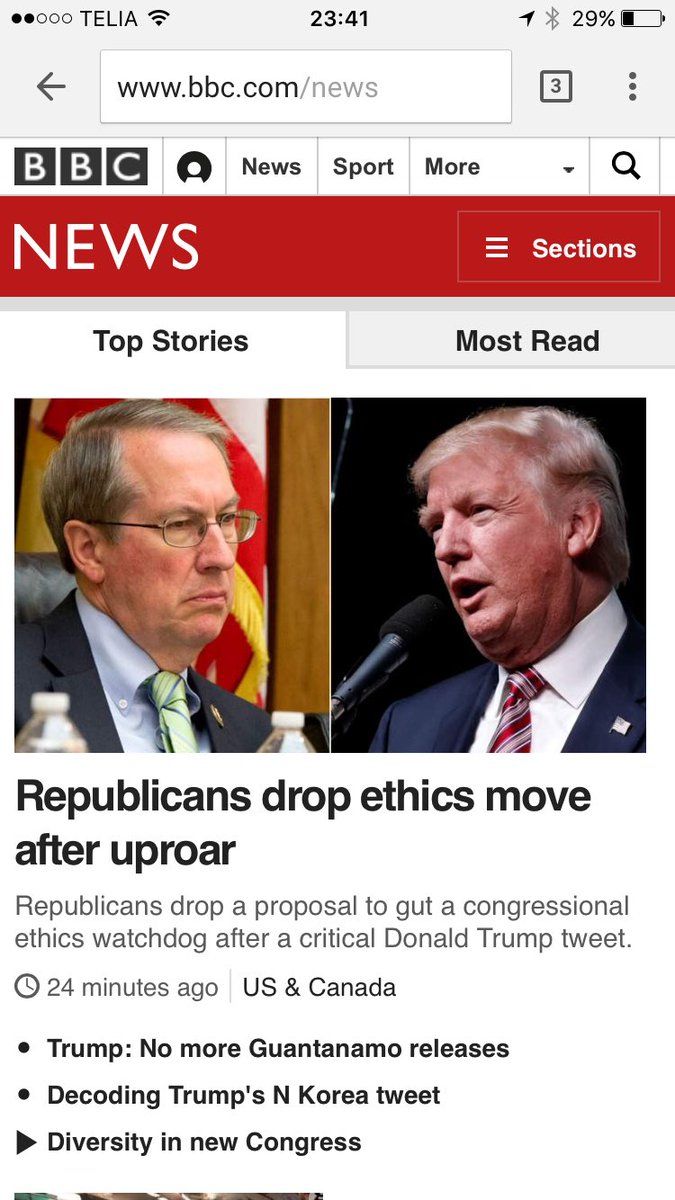 TELIA 23:41 29%
www.bbc.com/news 3
BBC News Sport More
NEWS Sections
Top Stories Most Read
Republicans drop ethics move
after uproar
Republicans drop a proposal to gut a congressional
ethics watchdog after a critical Donald Trump tweet.
24 minutes ago US & Canada
Trump: No more Guantanamo releases
Decoding Trump's N Korea tweet
Diversity in new Congress